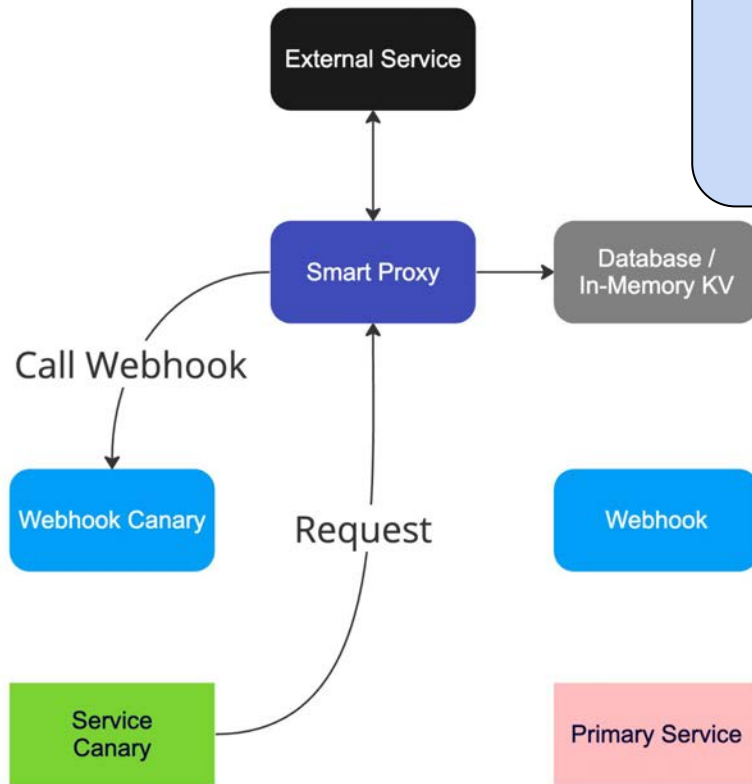 External Service
Smart Proxy
Database /
In-Memory KV
Call Webhook
Webhook Canary
Request
Webhook
Service
Canary
Primary Service